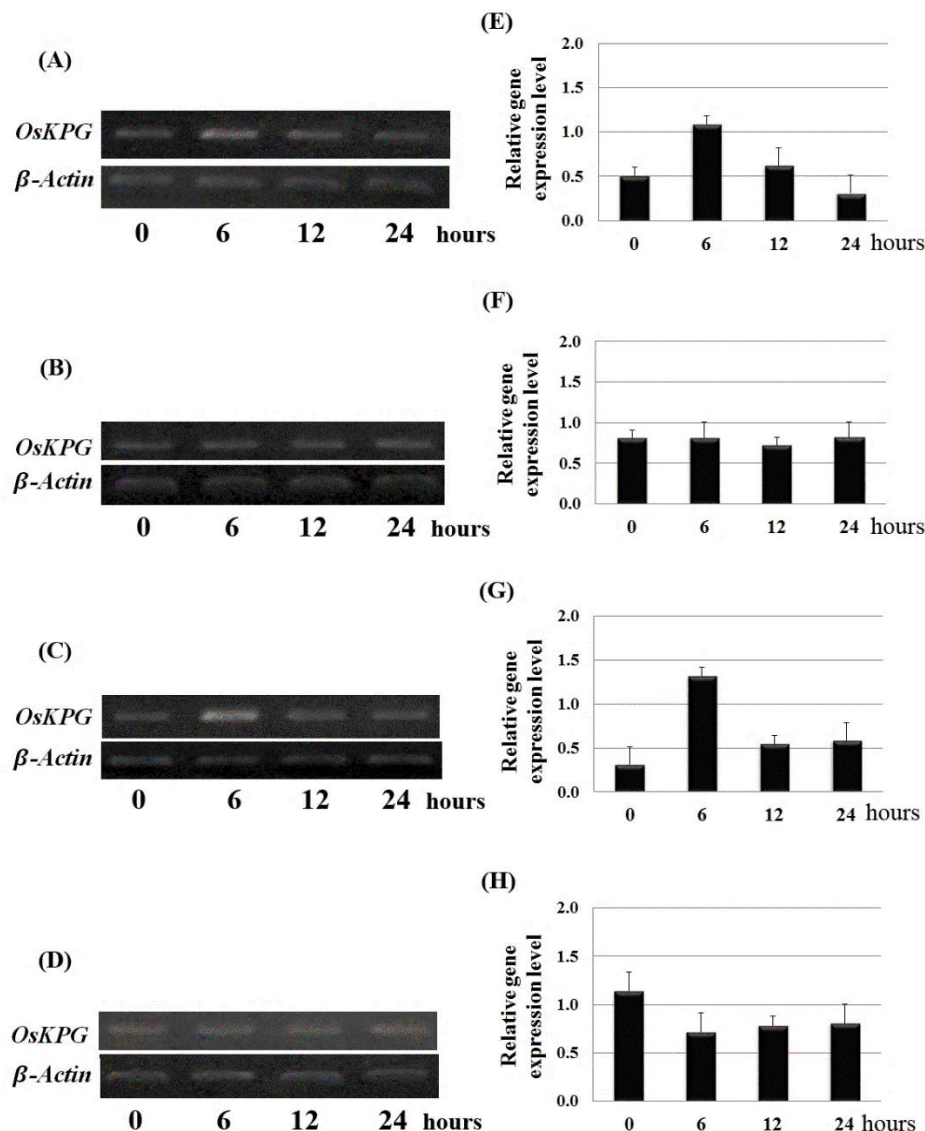 (A)
OsKPG
β-Actin
0 6 12 24 hours
(E)
Relative gene
expression level
2.0
1.5
1.0
0.5
0.0
0 6 12 24 hours
(B)
OsKPG
β-Actin
0 6 12 24 hours
(F)
Relative gene
expression level
2.0
1.5
1.0
0.5
0.0
0 6 12 24 hours
(C)
OsKPG
β-Actin
0 6 12 24 hours
(G)
Relative gene
expression level
2.0
1.5
1.0
0.5
0.0
0 6 12 24 hours
(D)
OsKPG
β-Actin
0 6 12 24 hours
(H)
Relative gene
expression level
2.0
1.5
1.0
0.5
0.0
0 6 12 24 hours